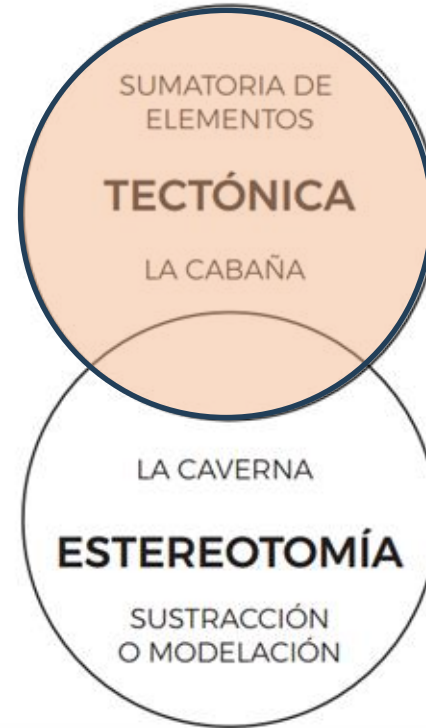 SUMATORIA DE
ELEMENTOS
TECTÓNICA
LA CABAÑA
LA CAVERNA
ESTEREOTOMÍA
SUSTRACCIÓN
O MODELACIÓN